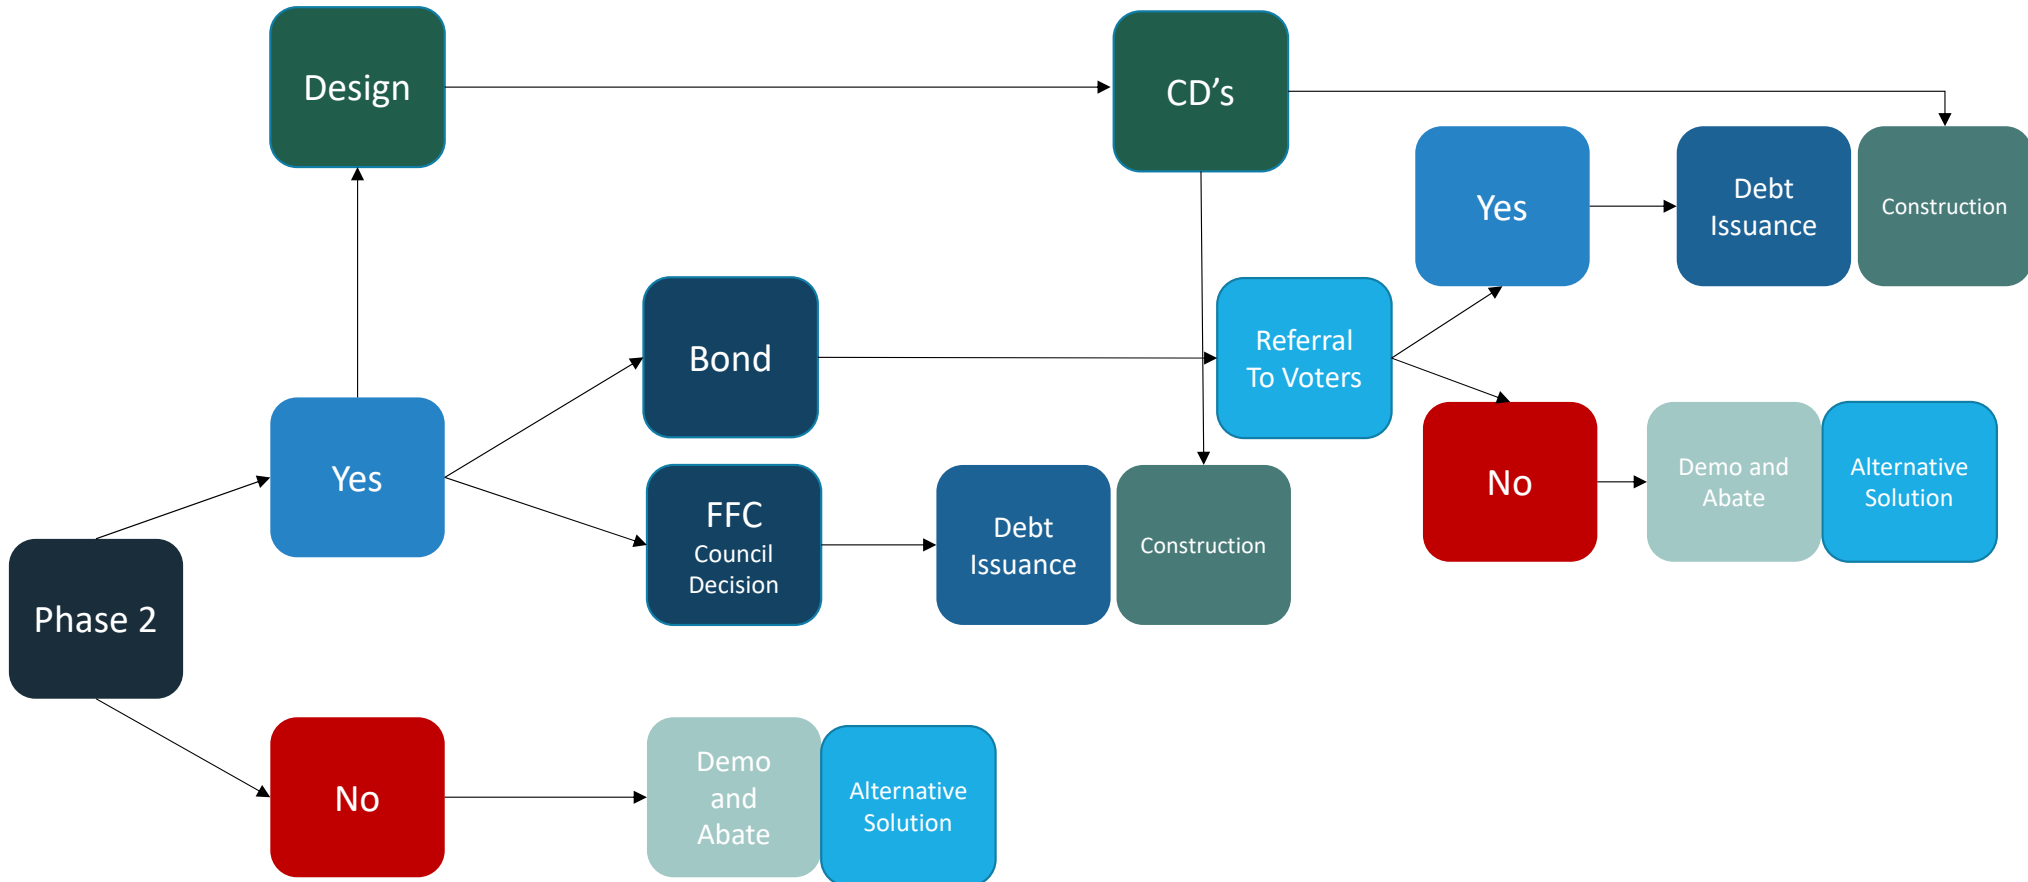 Design
CD’s
Yes
Debt
Issuance
Construction
Bond
Referral
To Voters
Yes
FFC
Council
Decision
Debt
Issuance
Construction
No
Demo and
Abate
Alternative
Solution
Phase 2
No
Demo
and
Abate
Alternative
Solution